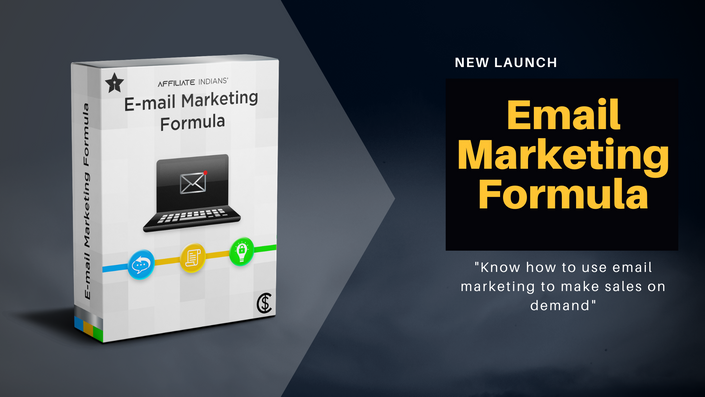 AFFILIATE INDIANS'
E-mail Marketing
Formula
E-mail Marketing Formula
NEW LAUNCH
Email
Marketing
Formula
"Know how to use email
marketing to make sales on
demand"